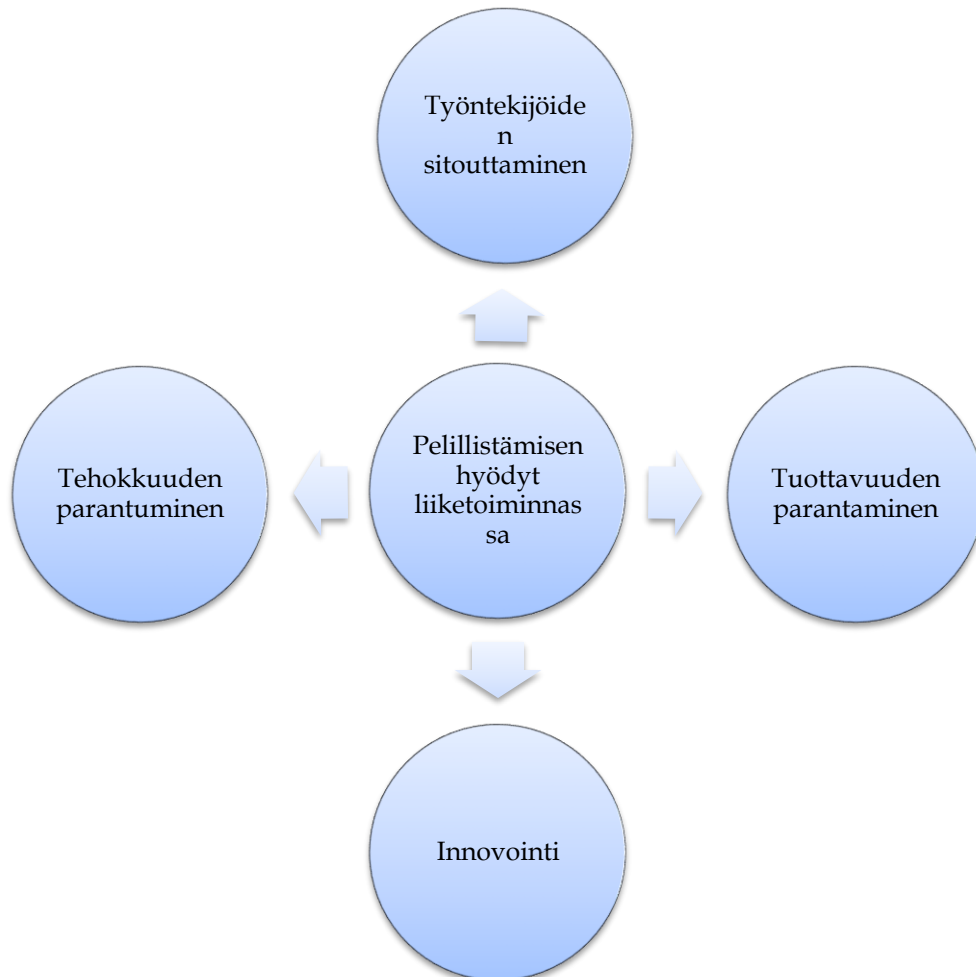 Työntekijöide
n
sitouttaminen
Tehokkuuden
parantuminen
Pelillistämisen
hyödyt
liiketoiminnas
sa
Tuottavuuden
parantaminen
Innovointi